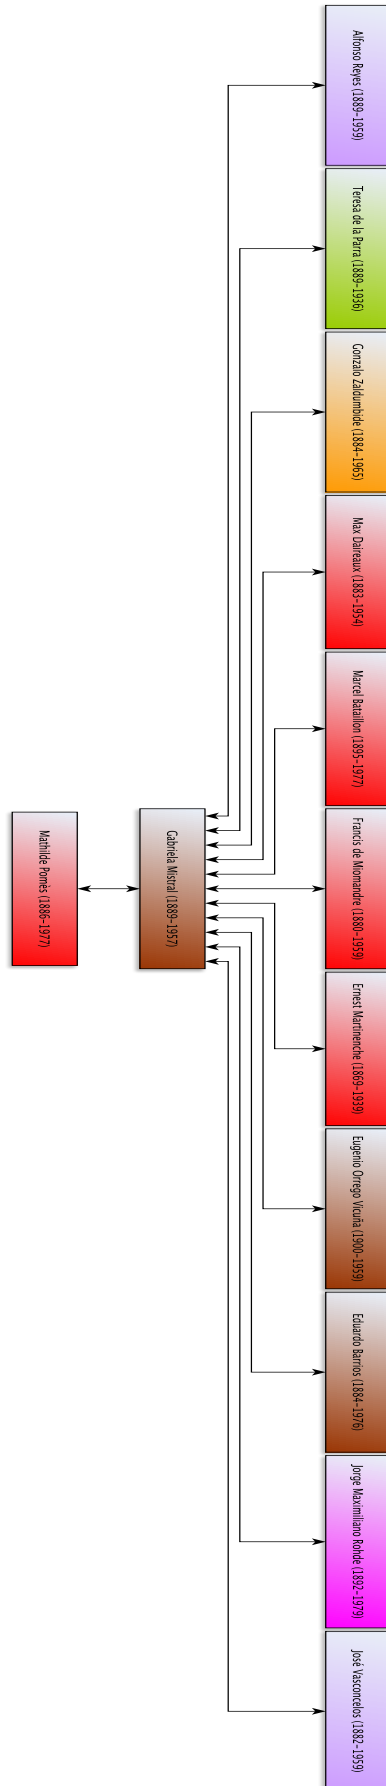 Alfonso Reyes (1889-1959)
Teresa de la Parra (1889-1936)
Gonzalo Zaldumbide (1884-1965)
Max Daireaux (1883-1954)
Marcel Bataillon (1895-1977)
Francis de Miomandre (1880-1959)
Ernest Martinenche (1869-1939)
Eugenio Orrego Vicuña (1900-1959)
Eduardo Barrios (1884-1976)
Jorge Maximiliano Rohde (1892-1979)
José Vasconcelos (1882-1959)
Gabriela Mistral (1889-1957)
Mathilde Pomès (1886-1977)